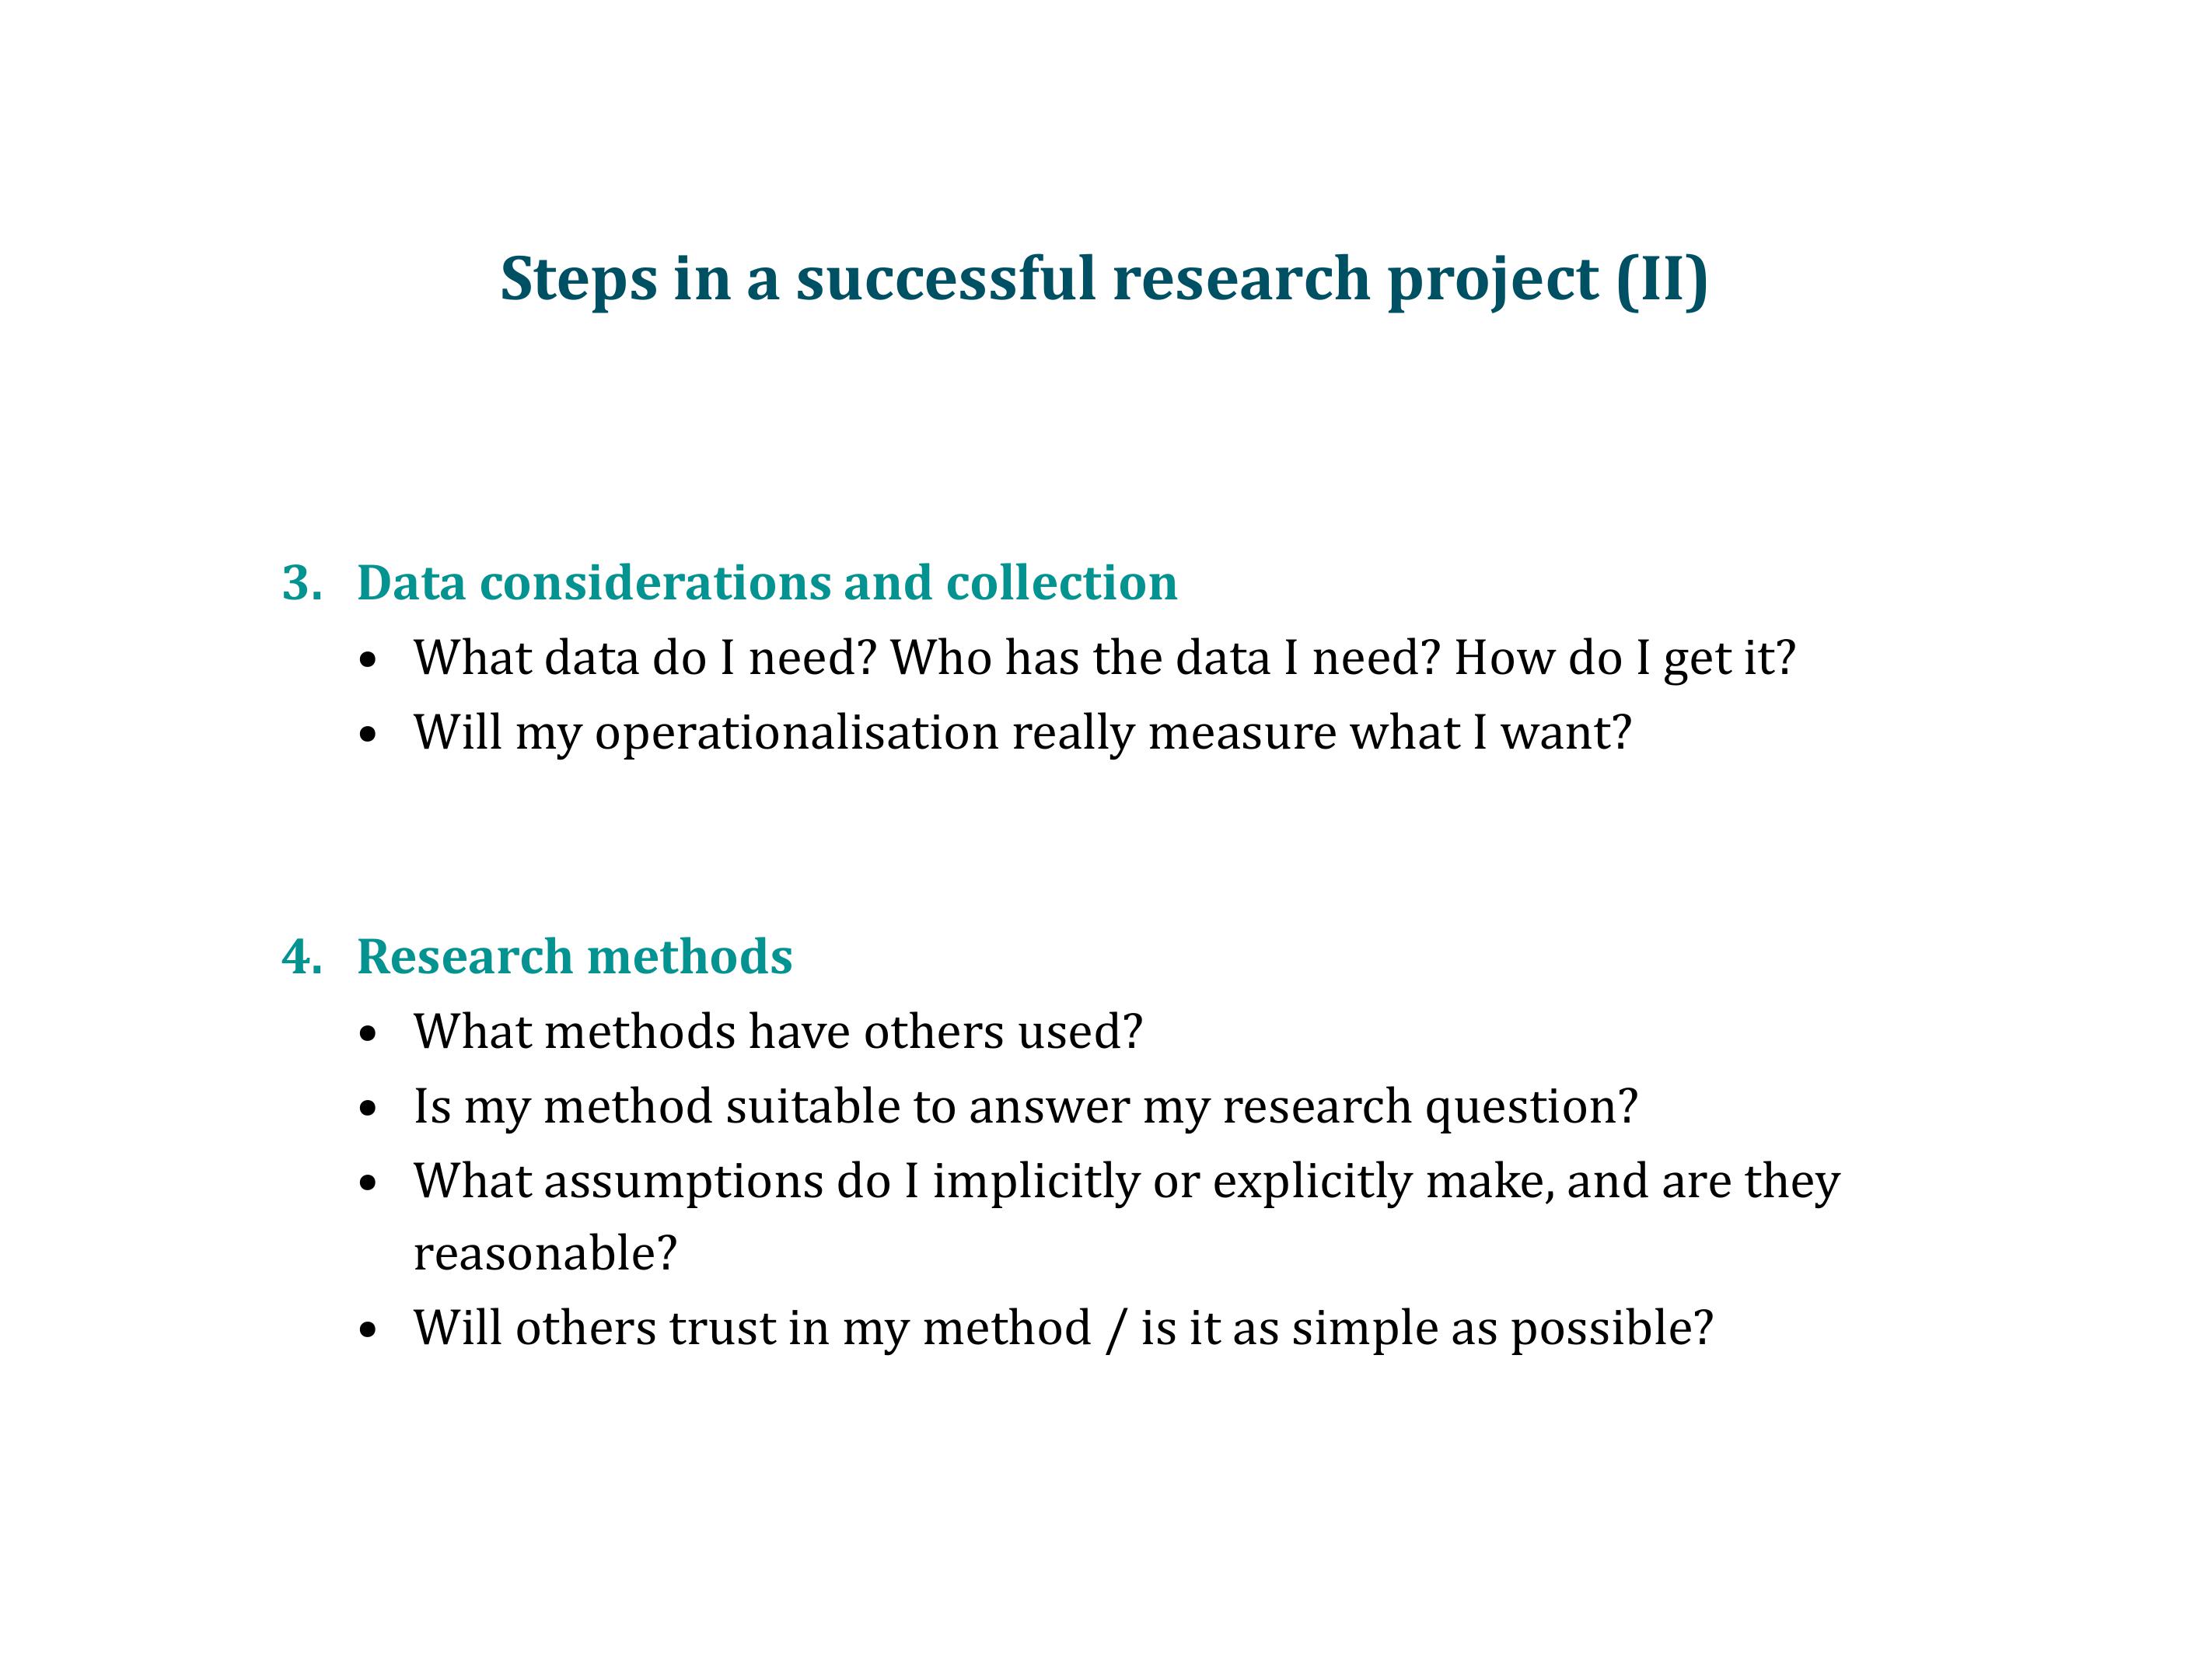 Steps in a successful research project (II)
3. Data considerations and collection
• What data do I need? Who has the data I need? How do I get it?
• Will my operationalisation really measure what I want?
4. Research methods
• What methods have others used?
• Is my method suitable to answer my research question?
• What assumptions do I implicitly or explicitly make, and are they
reasonable?
• Will others trust in my method / is it as simple as possible?